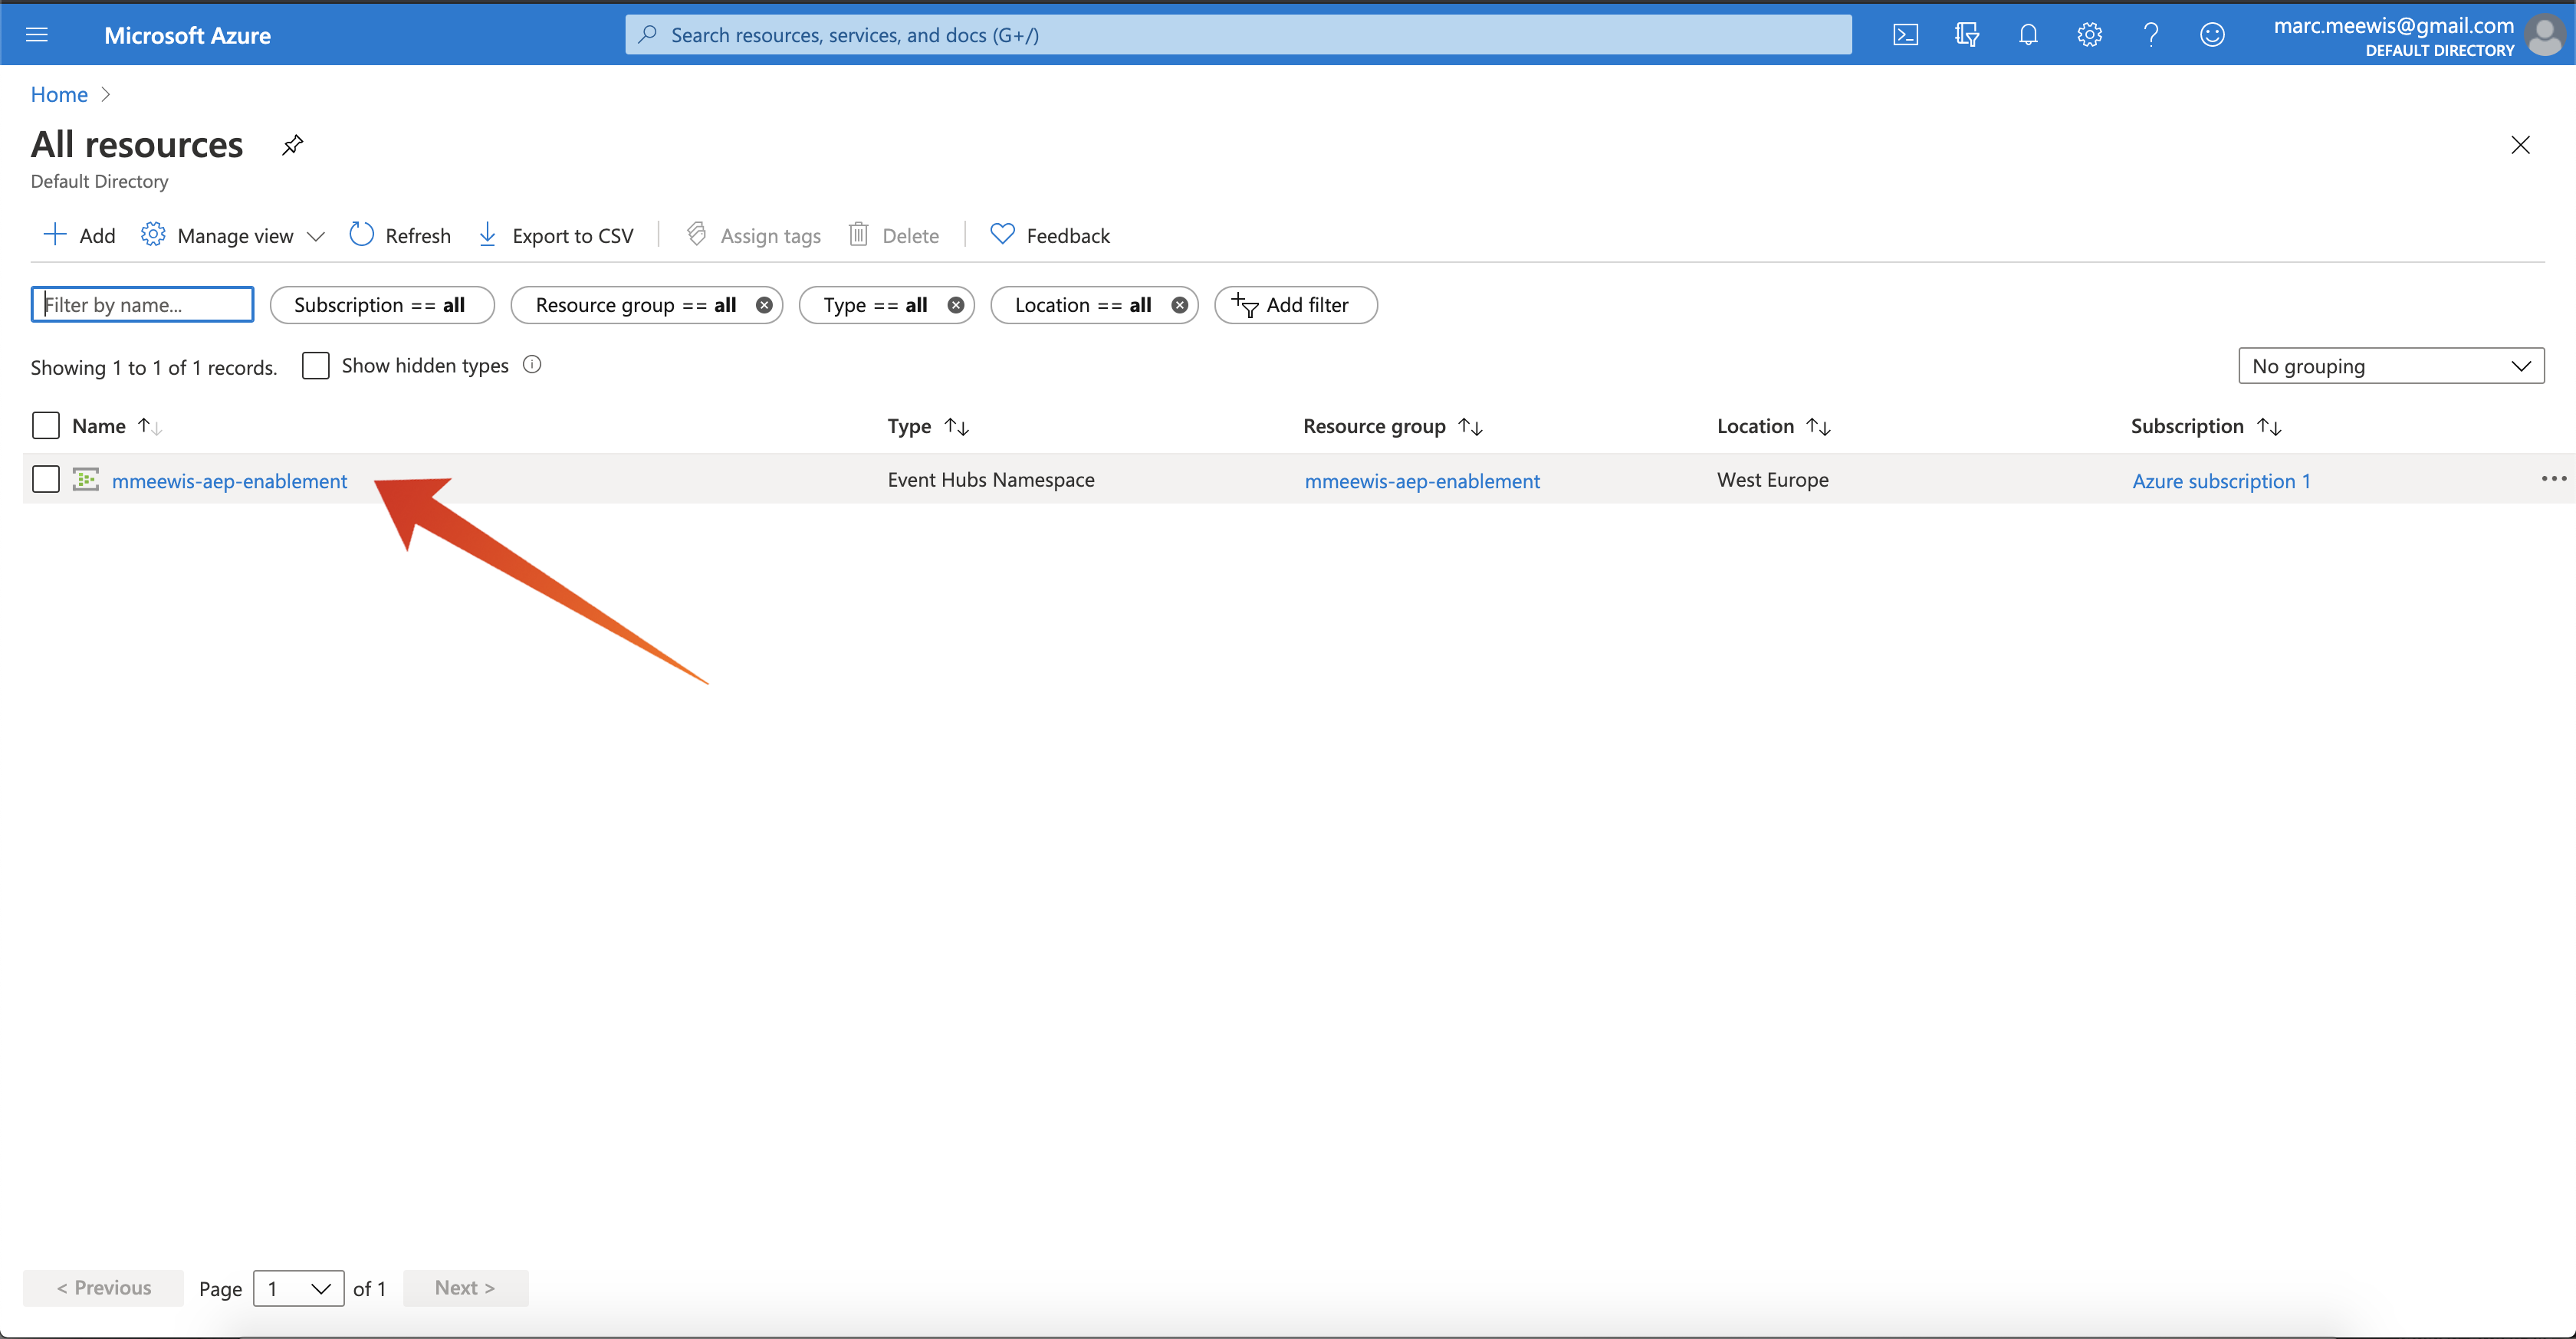 Microsoft Azure
Search resources, services, and docs (G+/)
marc.meewis@gmail.com
DEFAULT DIRECTORY
Home
All resources
Default Directory
Add Manage view Refresh Export to CSV Assign tags Delete Feedback
Filter by name... Subscription == all Resource group == all Type == all Location == all Add filter
Showing 1 to 1 of 1 records. Show hidden types No grouping
Name Type Resource group Location Subscription
mmeewis-aep-enablement Event Hubs Namespace mmeewis-aep-enablement West Europe Azure subscription 1
< Previous Page 1 of 1 Next >